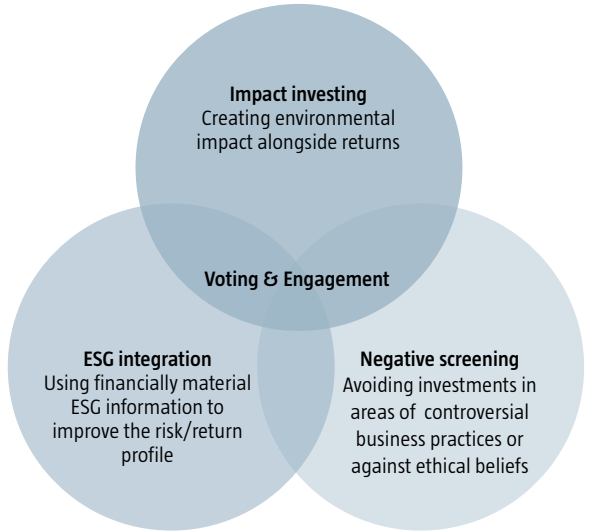 Impact investing
Creating environmental
impact alongside returns
Voting & Engagement
ESG integration
Using financially material
ESG information to
improve the risk/return
profile
Negative screening
Avoiding investments in
areas of controversial
business practices or
against ethical beliefs